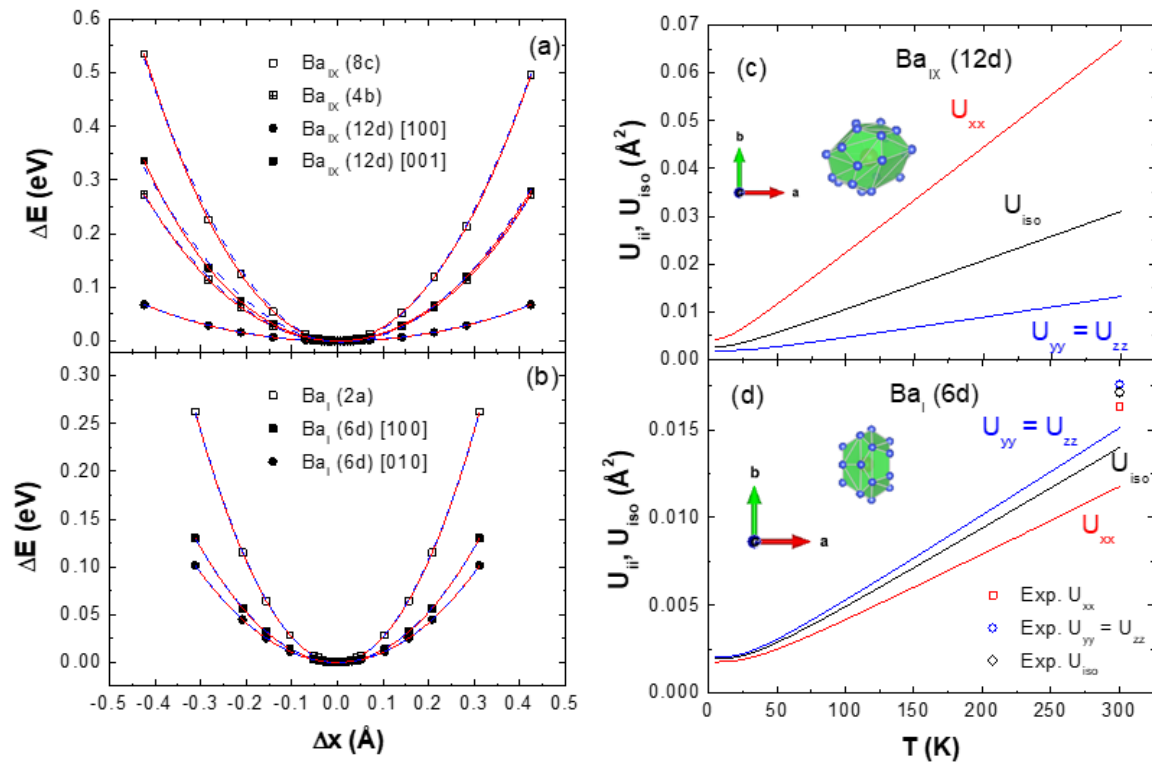 (a)
Ba_IX (8c)
Ba_IX (4b)
Ba_IX (12d) [100]
Ba_IX (12d) [001]
ΔE (eV)
0.6
0.5
0.4
0.3
0.2
0.1
0.0
(b)
Ba_I (2a)
Ba_I (6d) [100]
Ba_I (6d) [010]
ΔE (eV)
0.30
0.25
0.20
0.15
0.10
0.05
0.00
-0.5 -0.4 -0.3 -0.2 -0.1 0.0 0.1 0.2 0.3 0.4 0.5
Δx (Å)
(c)
Ba_IX (12d)
U_xx
U_iso
U_yy = U_zz
b
a
U_ii, U_iso (Å²)
0.07
0.06
0.05
0.04
0.03
0.02
0.01
0.00
(d)
Ba_I (6d)
U_yy = U_zz
U_iso
U_xx
b
a
Exp. U_xx
Exp. U_yy = U_zz
Exp. U_iso
U_ii, U_iso (Å²)
0.015
0.010
0.005
0.000
0 50 100 150 200 250 300
T (K)